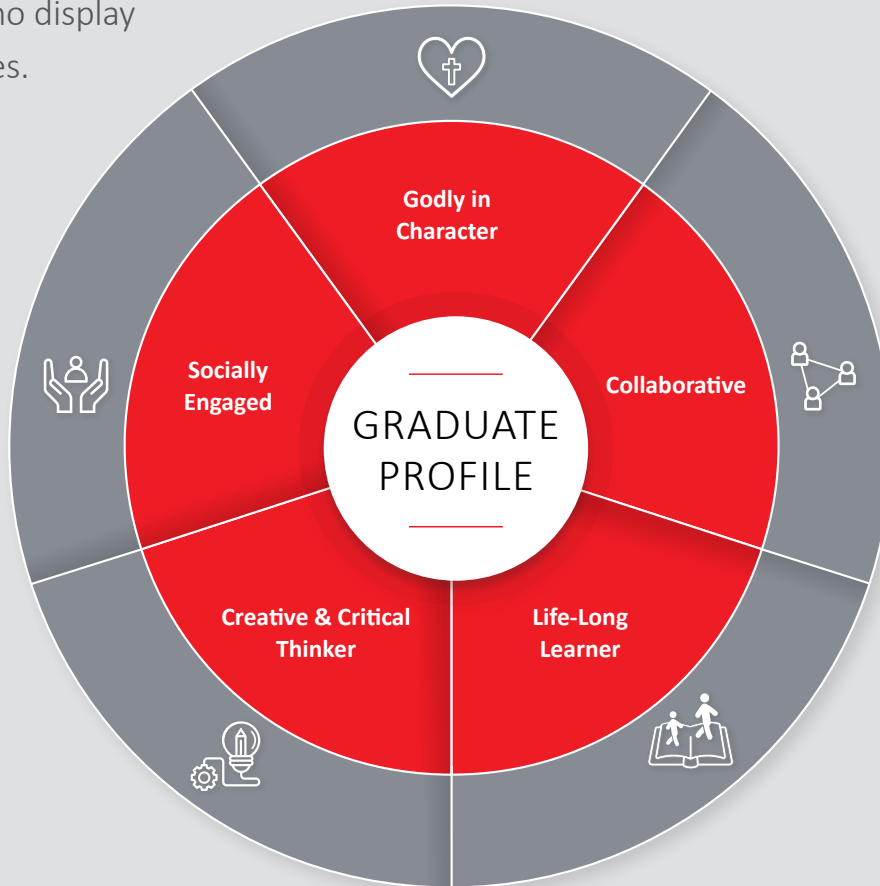 no display
es.
Godly in
Character
Socially
Engaged
Collaborative
GRADUATE
PROFILE
Creative & Critical
Thinker
Life-Long
Learner